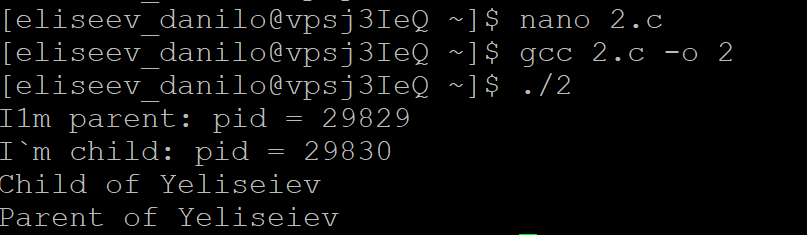 [eliseev_danilo@vpsj3IeQ ~]$ nano 2.c
[eliseev_danilo@vpsj3IeQ ~]$ gcc 2.c -o 2
[eliseev_danilo@vpsj3IeQ ~]$ ./2
I1m parent: pid = 29829
I`m child: pid = 29830
Child of Yeliseiev
Parent of Yeliseiev